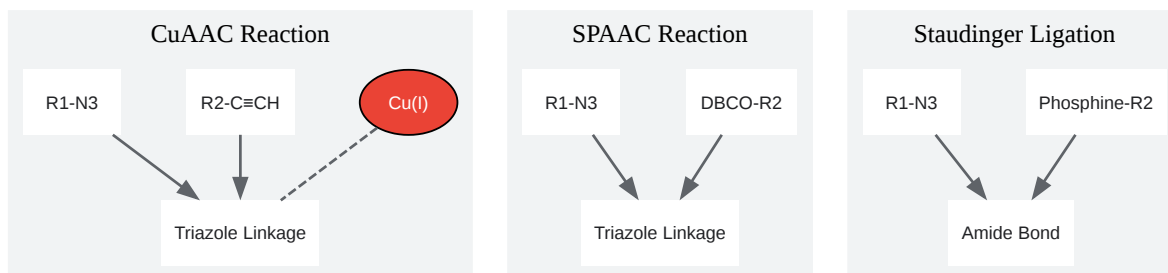 CuAAC Reaction
R1-N3
R2-C≡CH
Cu(I)
Triazole Linkage
SPAAC Reaction
R1-N3
DBCO-R2
Triazole Linkage
Staudinger Ligation
R1-N3
Phosphine-R2
Amide Bond